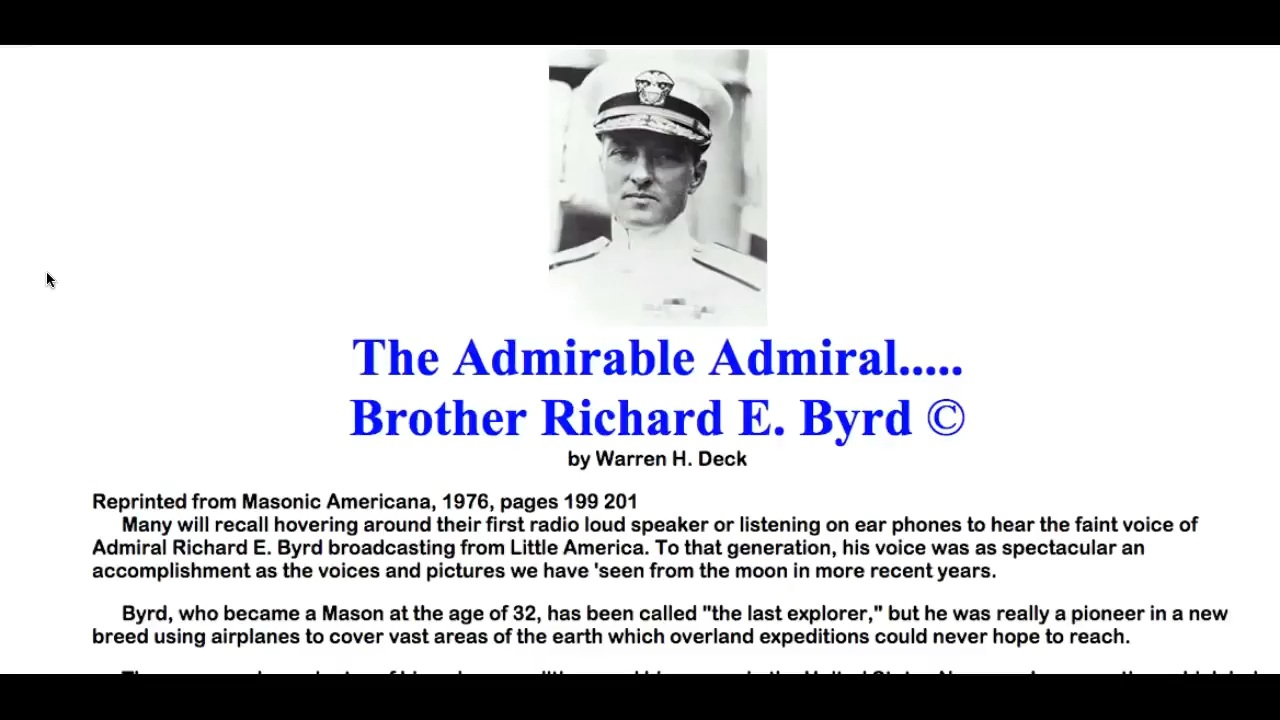 The Admirable Admiral.....
Brother Richard E. Byrd ©
by Warren H. Deck
Reprinted from Masonic Americana, 1976, pages 199 201
Many will recall hovering around their first radio loud speaker or listening on ear phones to hear the faint voice of
Admiral Richard E. Byrd broadcasting from Little America. To that generation, his voice was as spectacular an
accomplishment as the voices and pictures we have 'seen from the moon in more recent years.
Byrd, who became a Mason at the age of 32, has been called "the last explorer," but he was really a pioneer in a new
breed using airplanes to cover vast areas of the earth which overland expeditions could never hope to reach.